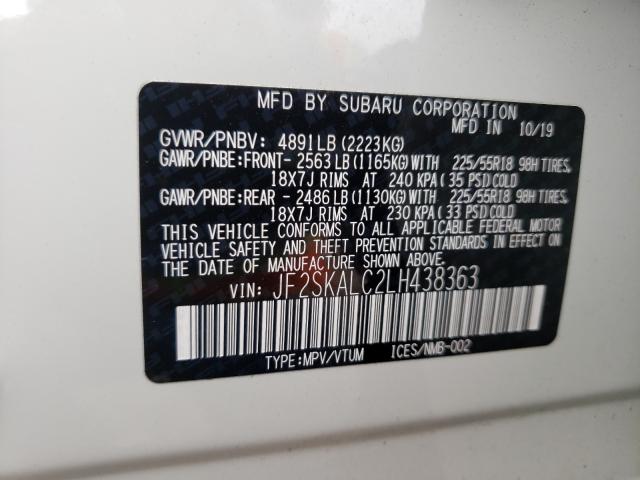 MFD BY SUBARU CORPORATION
MFD IN 10/19
GVWR/PNBV: 4891LB (2223KG)
GAWR/PNBE:FRONT- 2563 LB (1165KG) WITH 225/55R18 98H TIRES,
18X7J RIMS AT 240 KPA (35 PSI) COLD
GAWR/PNBE:REAR - 2486 LB (1130KG) WITH 225/55R18 98H TIRES,
18X7J RIMS AT 230 KPA (33 PSI) COLD
THIS VEHICLE CONFORMS TO ALL APPLICABLE FEDERAL MOTOR
VEHICLE SAFETY AND THEFT PREVENTION STANDARDS IN EFFECT ON
THE DATE OF MANUFACTURE SHOWN ABOVE.
VIN: JF2SKALC2LH438363
TYPE:MPV/VTUM ICES/NMB-002